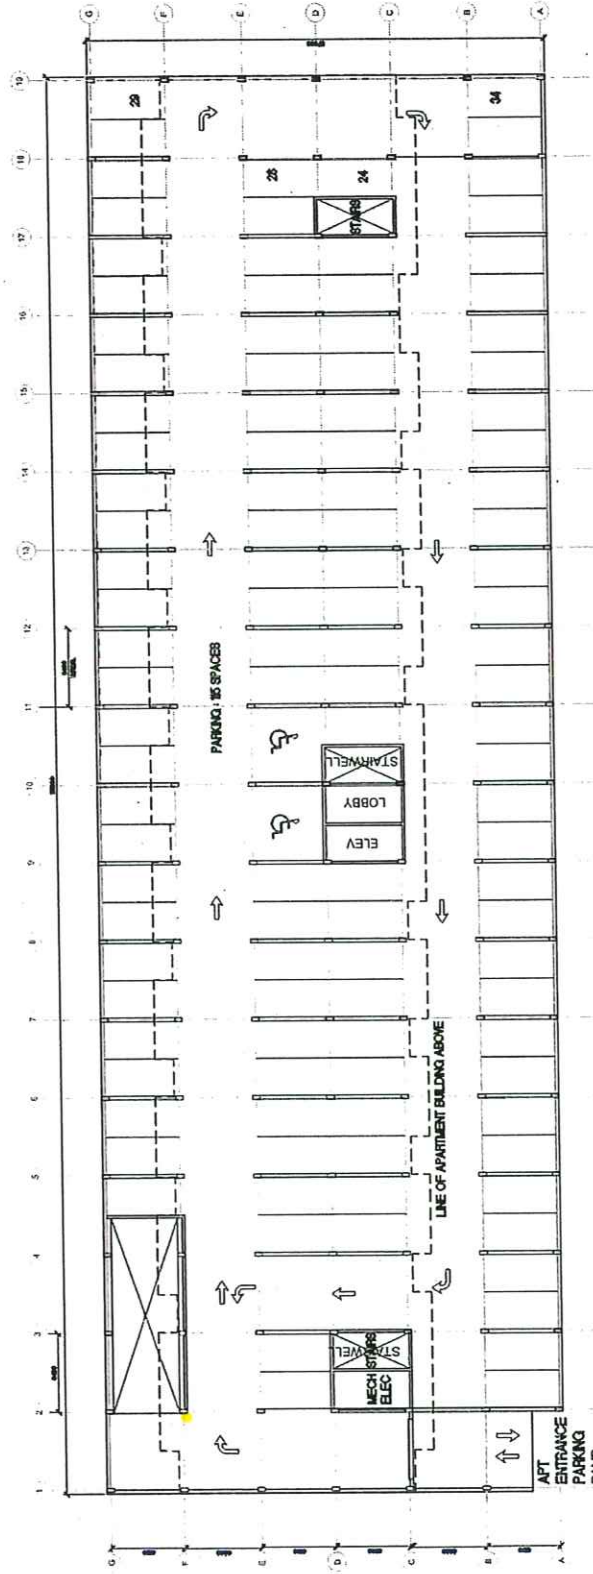 G
F
E
D
C
B
A
19
18
17
16
15
14
13
12
11
10
9
8
7
6
5
4
3
2
1
29
34
24
STAIRS
PARKING : 115 SPACES
STAIRWELL
LOBBY
ELEV
LINE OF APARTMENT BUILDING ABOVE
STAIRWELL
STAIRS
MECH
ELEC
APT
ENTRANCE
PARKING
G
F
E
D
C
B
A